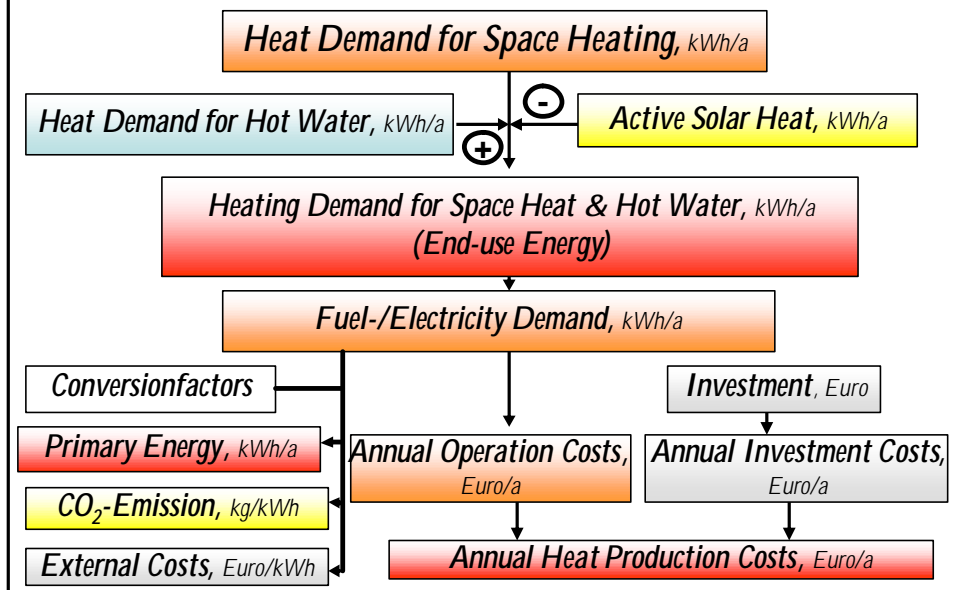 Heat Demand for Space Heating, kWh/a
-
Heat Demand for Hot Water, kWh/a
Active Solar Heat, kWh/a
+
Heating Demand for Space Heat & Hot Water, kWh/a
(End-use Energy)
Fuel-/Electricity Demand, kWh/a
Conversionfactors
Investment, Euro
Primary Energy, kWh/a
Annual Operation Costs,
Euro/a
Annual Investment Costs,
Euro/a
CO₂-Emission, kg/kWh
External Costs, Euro/kWh
Annual Heat Production Costs, Euro/a